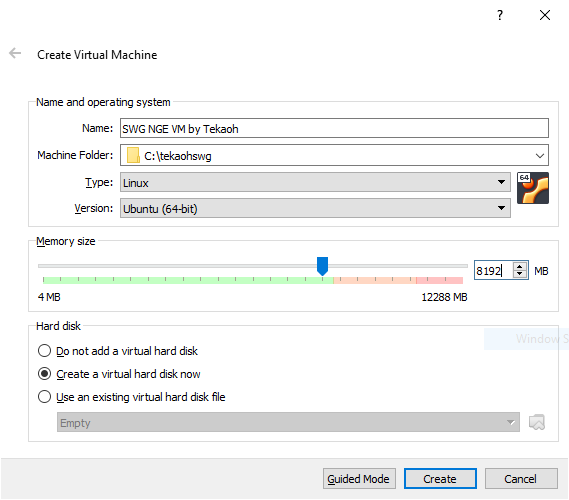 ?
Create Virtual Machine
Name and operating system
Name: SWG NGE VM by Tekaoh
Machine Folder: C:\tekaohswg
Type: Linux
64
Version: Ubuntu (64-bit)
Memory size
8192 MB
4 MB 12288 MB
Hard disk
Window S
Do not add a virtual hard disk
Create a virtual hard disk now
Use an existing virtual hard disk file
Empty
Guided Mode Create Cancel